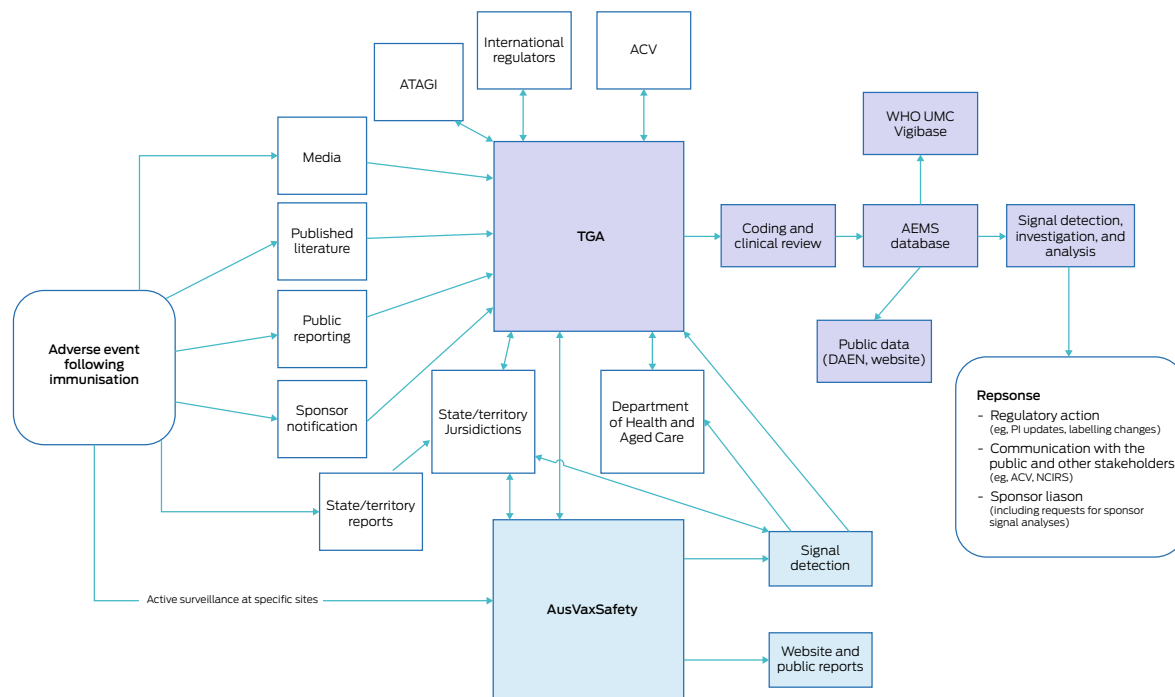 International
regulators
ACV
ATAGI
WHO UMC
Vigibase
Media
Published
literature
TGA
Coding and
clinical review
AEMS
database
Signal detection,
investigation, and
analysis
Public
reporting
Adverse event
following
immunisation
Public data
(DAEN, website)
Sponsor
notification
State/territory
Jursidictions
Department
of Health and
Aged Care
Repsonse
- Regulatory action
(eg, PI updates, labelling changes)
- Communication with the
public and other stakeholders
(eg, ACV, NCIRS)
- Sponsor liason
(including requests for sponsor
signal analyses)
State/territory
reports
Signal
detection
Active surveillance at specific sites
AusVaxSafety
Website and
public reports